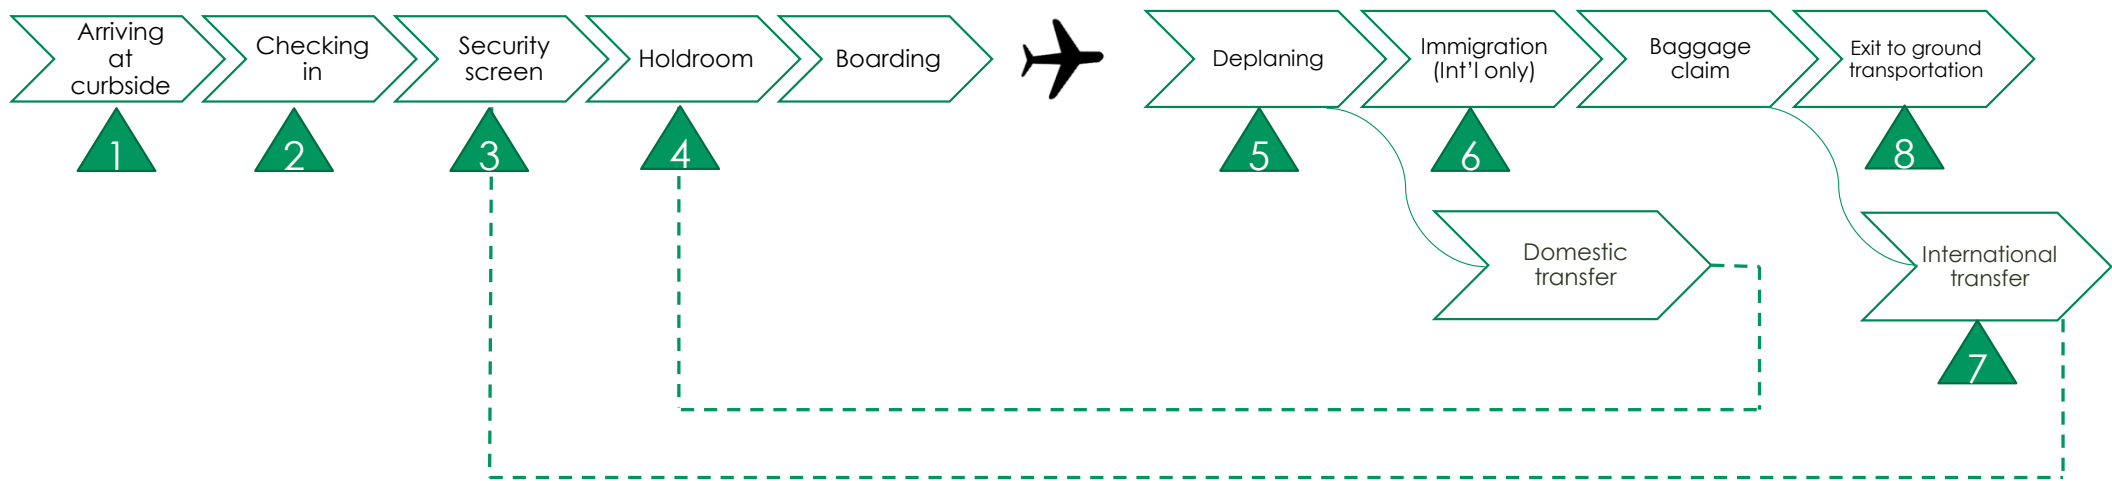 Arriving
at
curbside
Checking
in
Security
screen
Holdroom
Boarding
Deplaning
Immigration
(Int'l only)
Baggage
claim
Exit to ground
transportation
1
2
3
4
5
6
8
Domestic
transfer
International
transfer
7